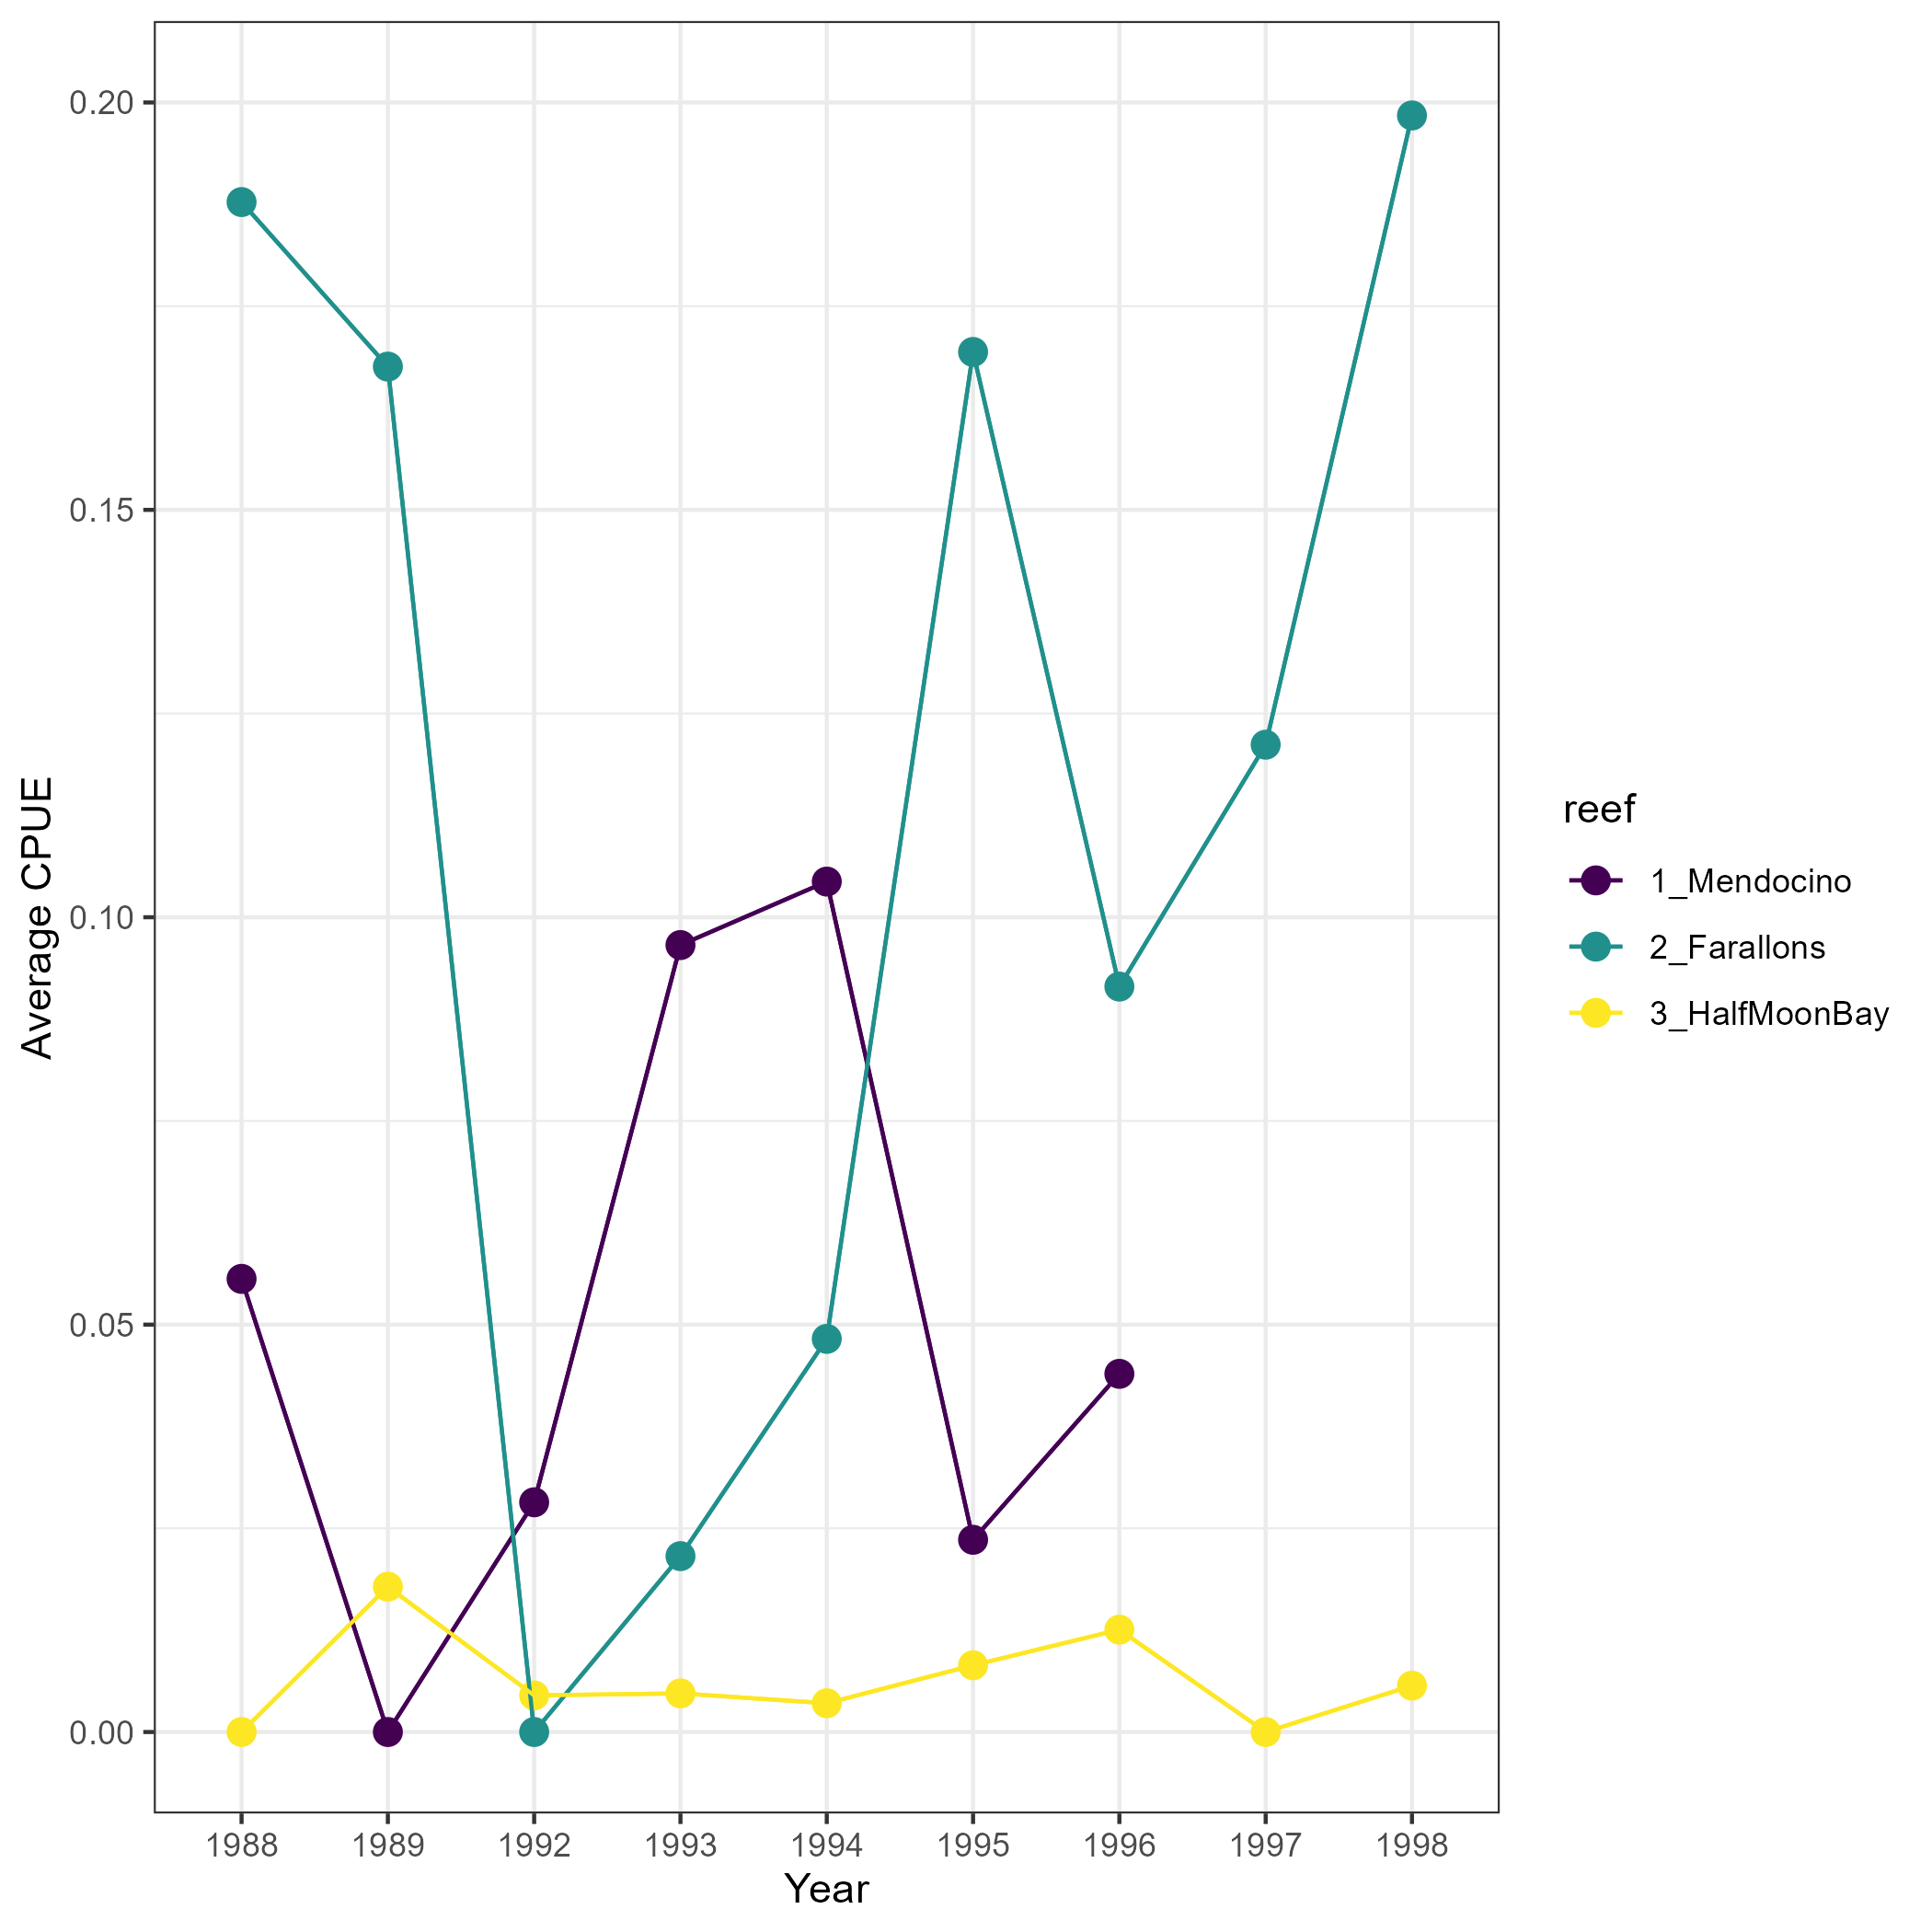 Average CPUE
0.20
0.15
0.10
0.05
0.00
1988 1989 1992 1993 1994 1995 1996 1997 1998
Year
reef
1_Mendocino
2_Farallons
3_HalfMoonBay